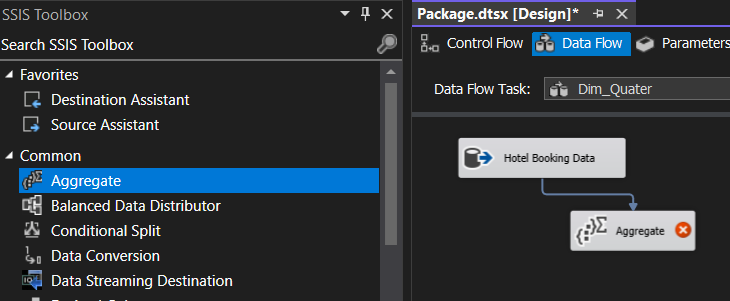 SSIS Toolbox
Search SSIS Toolbox
Favorites
Destination Assistant
Source Assistant
Common
Aggregate
Balanced Data Distributor
Conditional Split
Data Conversion
Data Streaming Destination
Package.dtsx [Design]*
Control Flow
Data Flow
Parameters
Data Flow Task:
Dim_Quater
Hotel Booking Data
Aggregate